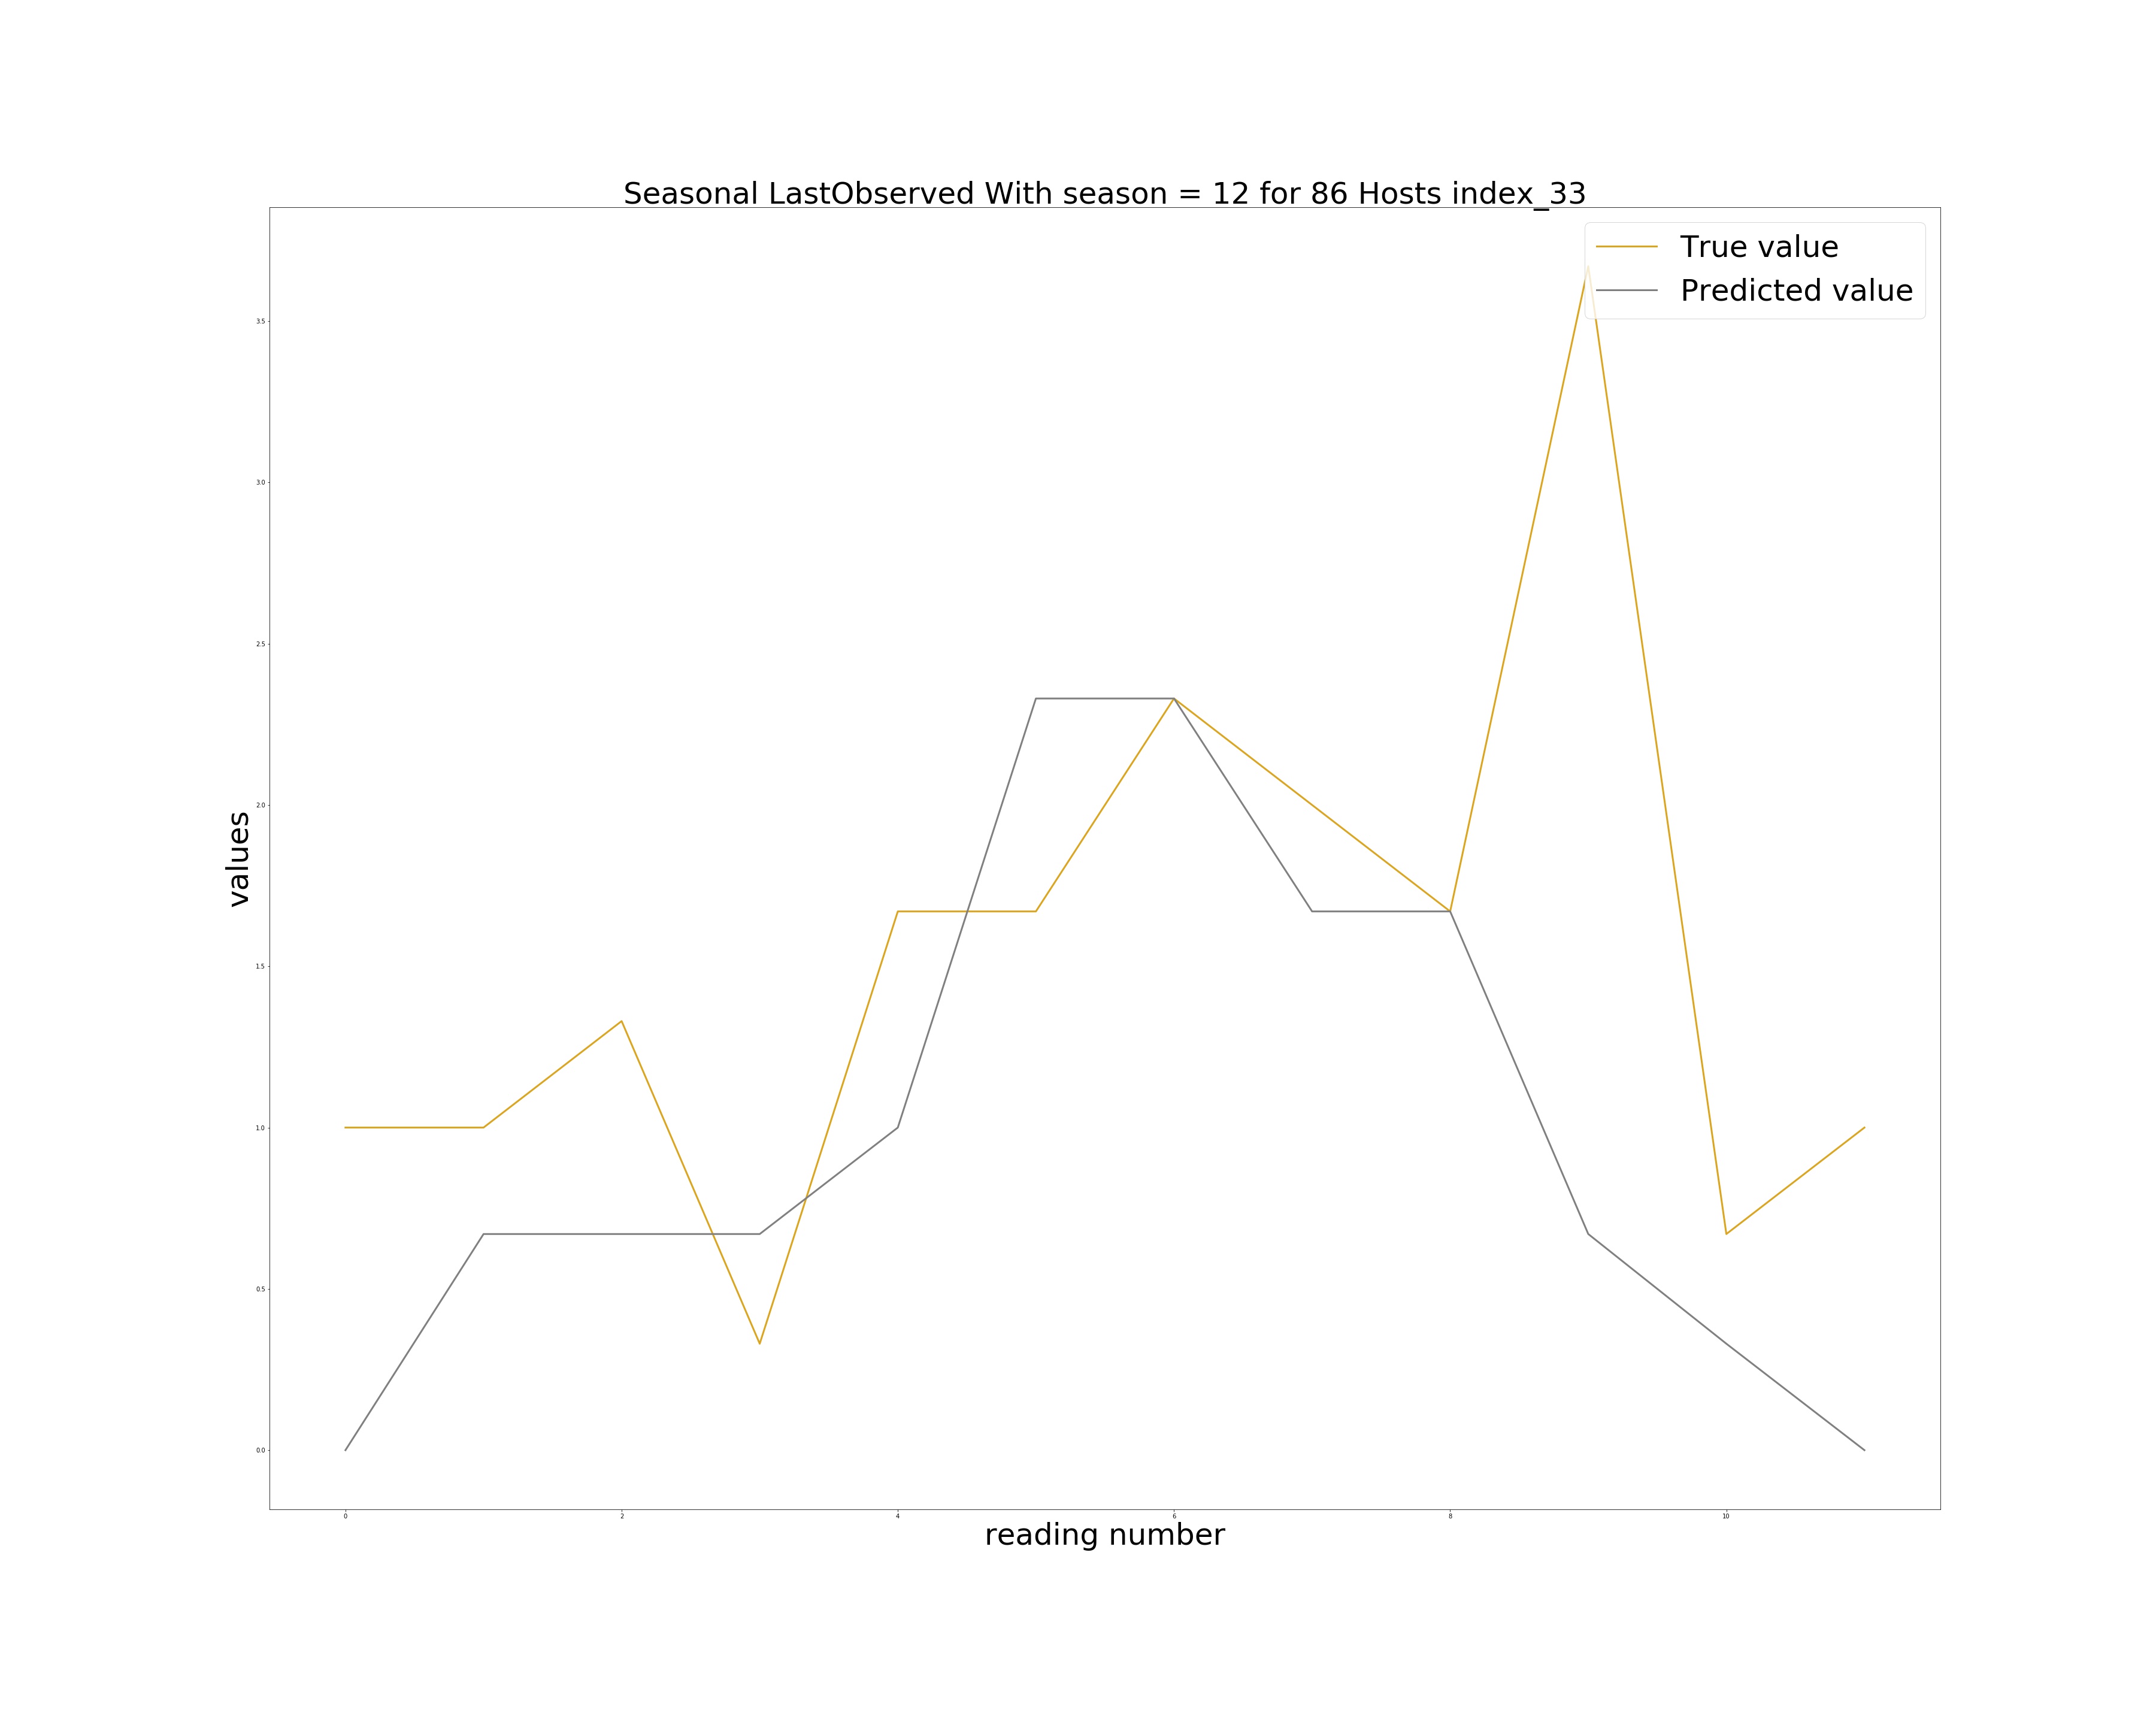 Seasonal LastObserved With season = 12 for 86 Hosts index_33
True value
Predicted value
3.5
3.0
2.5
2.0
1.5
1.0
0.5
0.0
values
0 2 4 6 8 10
reading number